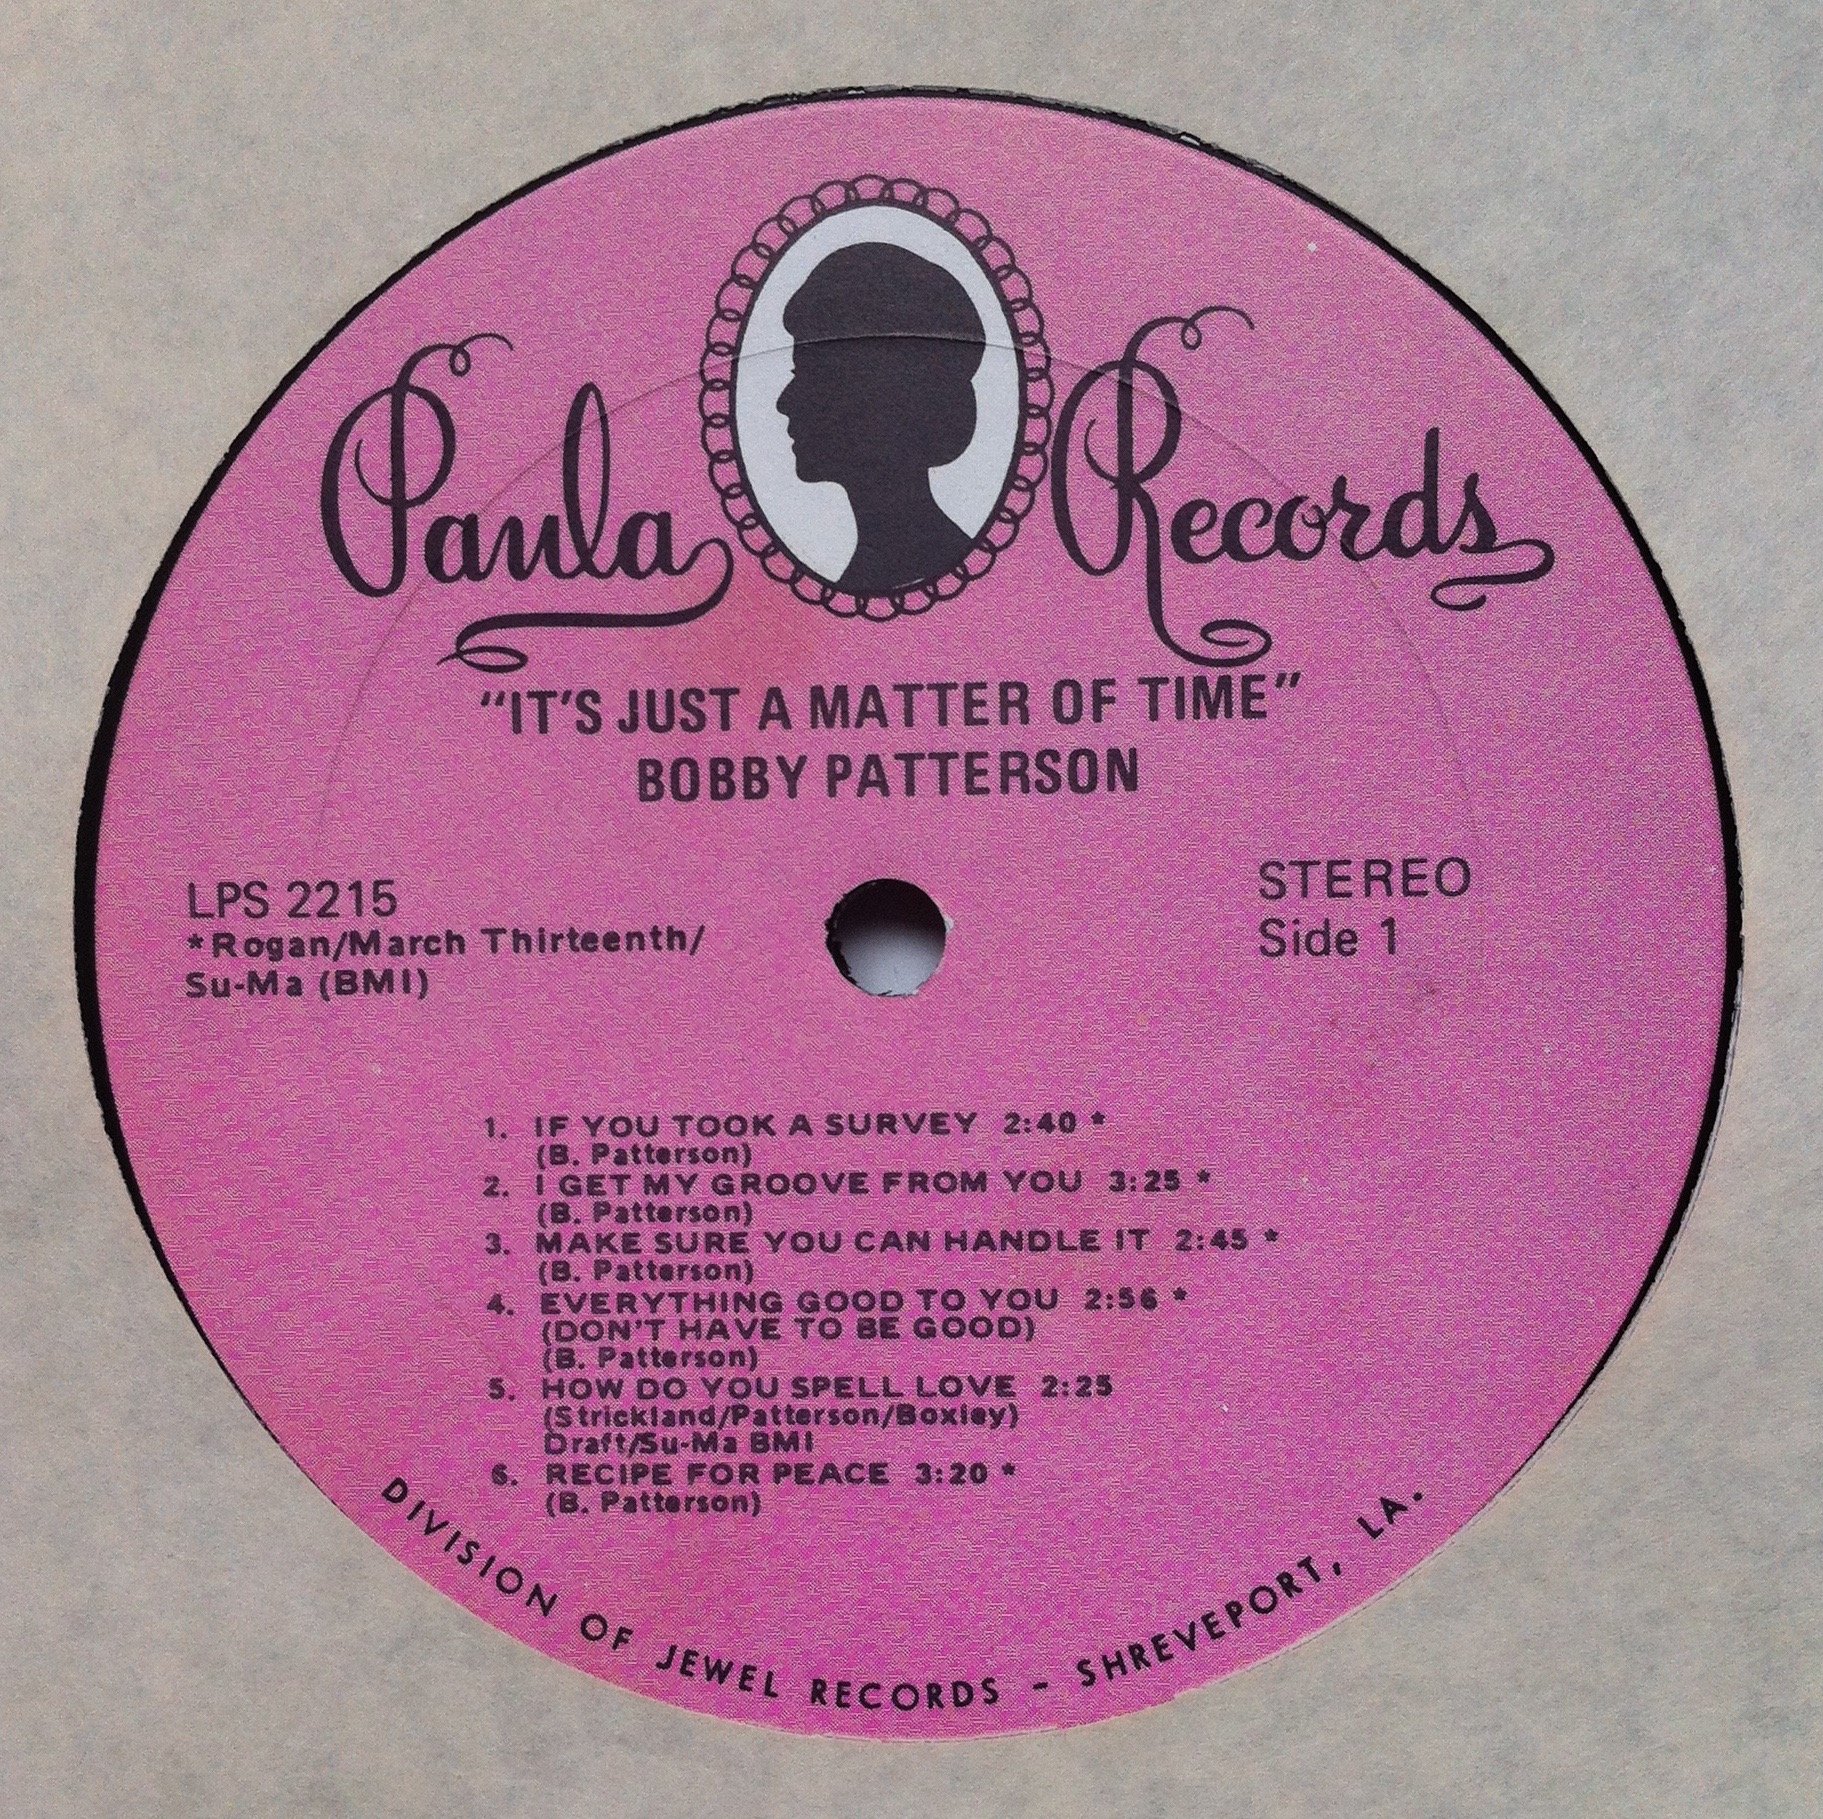 Paula Records
"IT'S JUST A MATTER OF TIME"
BOBBY PATTERSON
LPS 2215
*Rogan/March Thirteenth/
Su-Ma (BMI)
STEREO
Side 1
1. IF YOU TOOK A SURVEY 2:40 *
(B. Patterson)
2. I GET MY GROOVE FROM YOU 3:25 *
(B. Patterson)
3. MAKE SURE YOU CAN HANDLE IT 2:45 *
(B. Patterson)
4. EVERYTHING GOOD TO YOU 2:56 *
(DON'T HAVE TO BE GOOD)
(B. Patterson)
5. HOW DO YOU SPELL LOVE 2:25
(Strickland/Patterson/Boxley)
Draft/Su-Ma BMI
6. RECIPE FOR PEACE 3:20 *
(B. Patterson)
DIVISION OF JEWEL RECORDS - SHREVEPORT, LA.